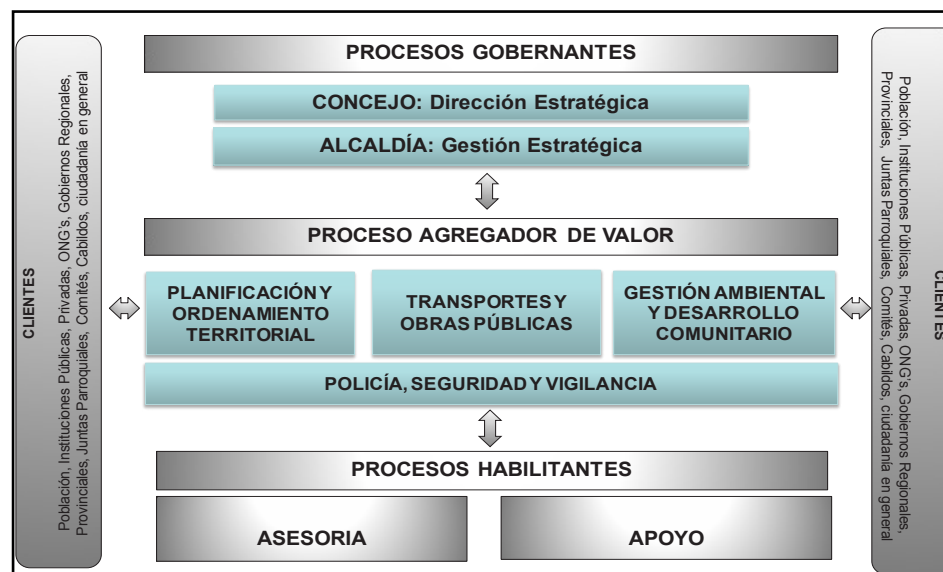 CLIENTES
Población, Instituciones Públicas, Privadas, ONG's, Gobiernos Regionales,
Provinciales, Juntas Parroquiales, Comités, Cabildos, ciudadanía en general
PROCESOS GOBERNANTES
CONCEJO: Dirección Estratégica
ALCALDÍA: Gestión Estratégica
PROCESO AGREGADOR DE VALOR
PLANIFICACIÓN Y
ORDENAMIENTO
TERRITORIAL
TRANSPORTES Y
OBRAS PÚBLICAS
GESTIÓN AMBIENTAL
Y DESARROLLO
COMUNITARIO
POLICÍA, SEGURIDAD Y VIGILANCIA
PROCESOS HABILITANTES
ASESORIA
APOYO
CLIENTES
Población, Instituciones Públicas, Privadas, ONG's, Gobiernos Regionales,
Provinciales, Juntas Parroquiales, Comités, Cabildos, ciudadanía en general